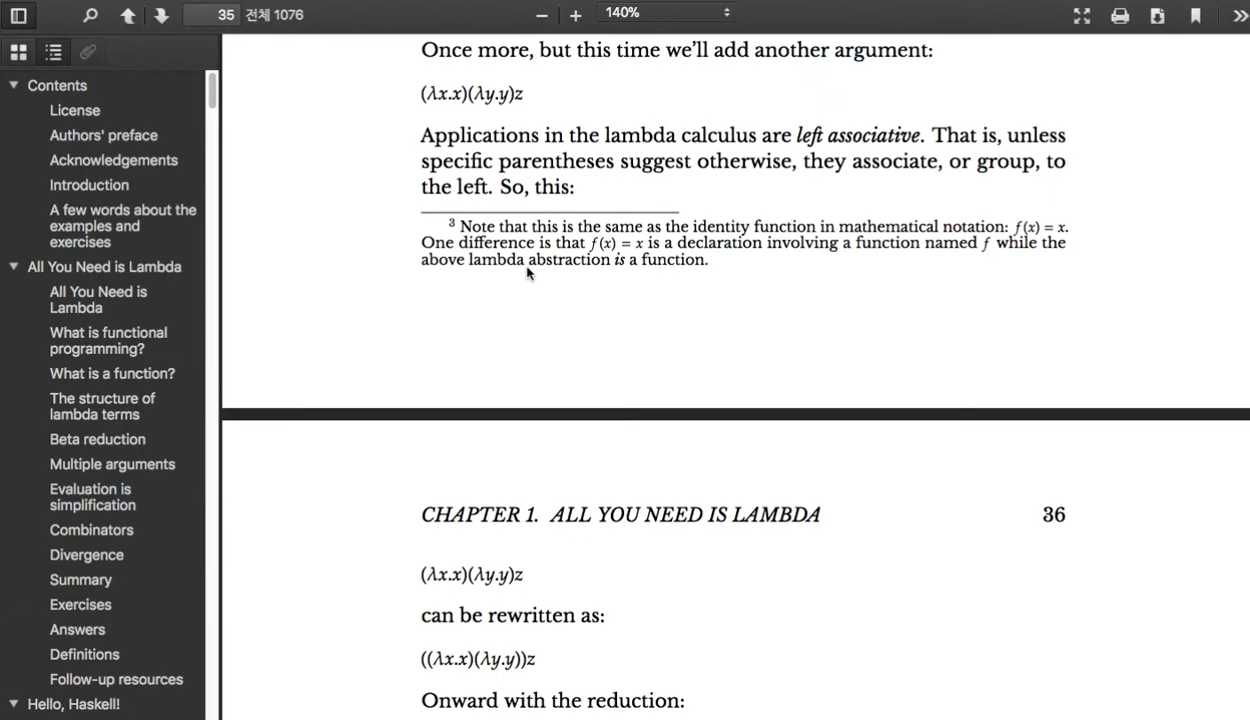 35 전체 1076
140%
Contents
License
Authors' preface
Acknowledgements
Introduction
A few words about the
examples and
exercises
All You Need is Lambda
All You Need is
Lambda
What is functional
programming?
What is a function?
The structure of
lambda terms
Beta reduction
Multiple arguments
Evaluation is
simplification
Combinators
Divergence
Summary
Exercises
Answers
Definitions
Follow-up resources
Hello, Haskell!
Once more, but this time we’ll add another argument:
(λx.x)(λy.y)z
Applications in the lambda calculus are left associative. That is, unless
specific parentheses suggest otherwise, they associate, or group, to
the left. So, this:
3 Note that this is the same as the identity function in mathematical notation: f(x) = x.
One difference is that f(x) = x is a declaration involving a function named f while the
above lambda abstraction is a function.
CHAPTER 1. ALL YOU NEED IS LAMBDA 36
(λx.x)(λy.y)z
can be rewritten as:
((λx.x)(λy.y))z
Onward with the reduction: